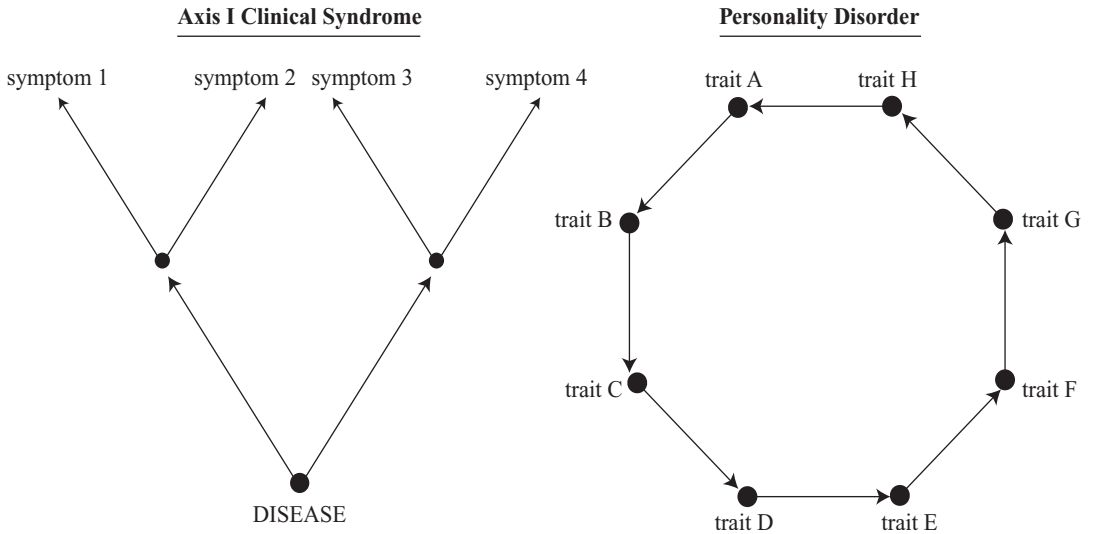 Axis I Clinical Syndrome
symptom 1
symptom 2
symptom 3
symptom 4
DISEASE
Personality Disorder
trait A
trait H
trait B
trait G
trait C
trait F
trait D
trait E